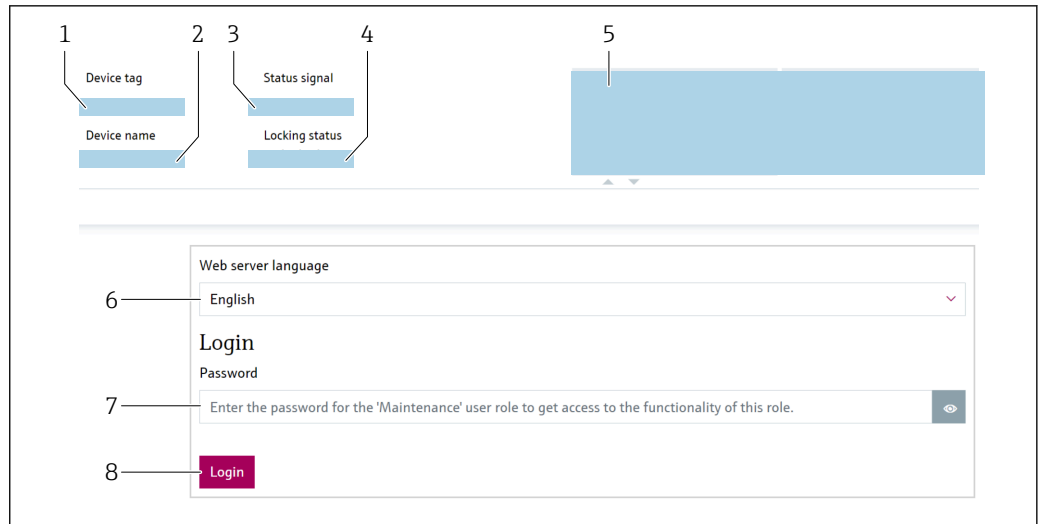 1 2 3 4 5
Device tag Status signal
Device name Locking status
Web server language
6 English
Login
Password
7 Enter the password for the 'Maintenance' user role to get access to the functionality of this role.
8 Login